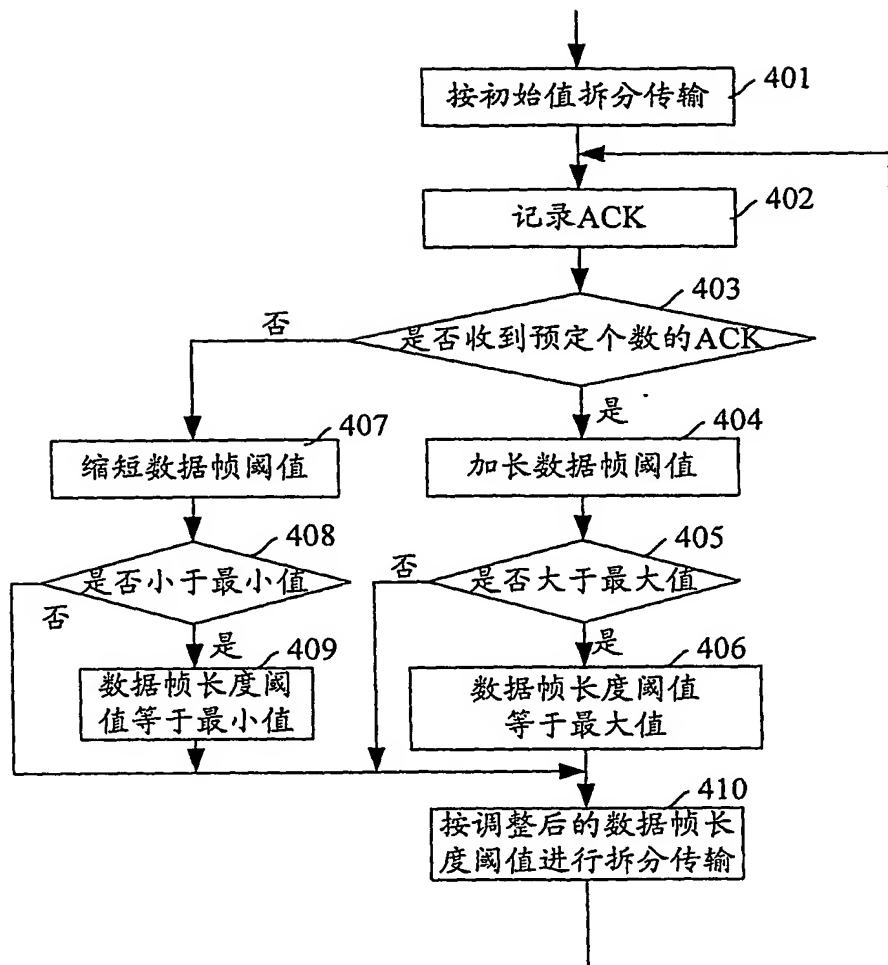 按初始值拆分传输
401
记录ACK
402
是否收到预定个数的ACK
403
否
是
缩短数据帧阈值
407
加长数据帧阈值
404
是否小于最小值
408
否
是
是否大于最大值
405
否
是
数据帧长度阈
值等于最小值
409
数据帧长度阈值
等于最大值
406
按调整后的数据帧长
度阈值进行拆分传输
410